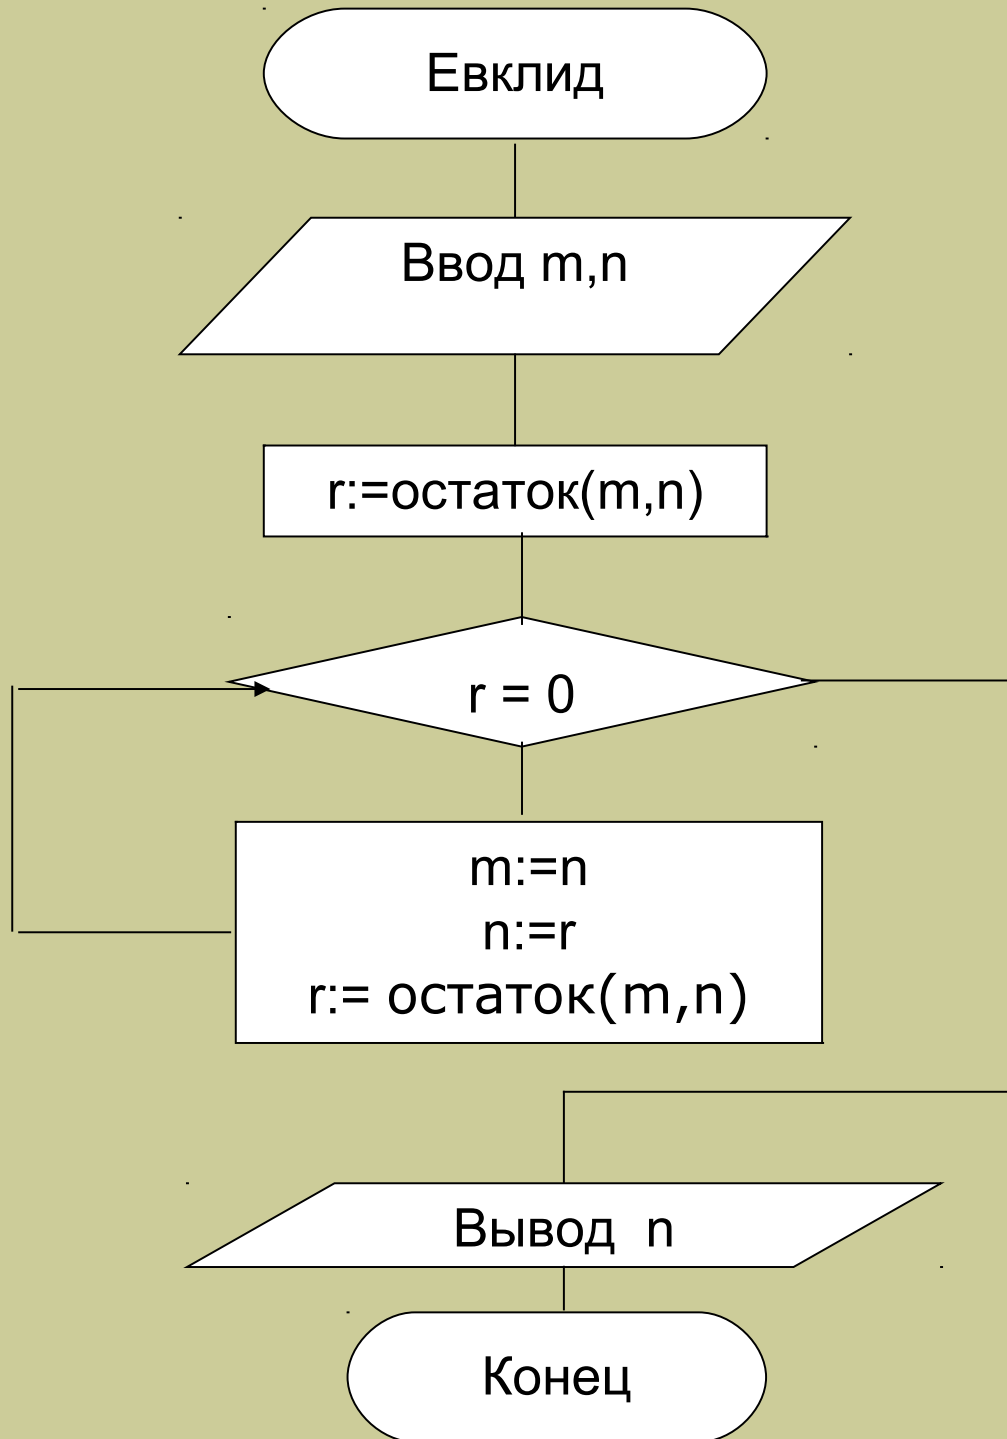 Евклид
Ввод m,n
r:=остаток(m,n)
r = 0
m:=n
n:=r
r:= остаток(m,n)
Вывод n
Конец